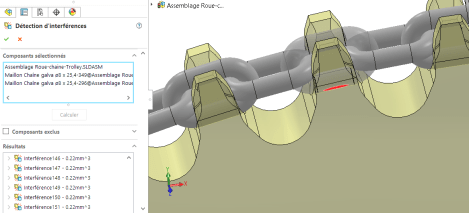 Assemblage Roue-c...
Détection d'interférences
Composants sélectionnés
Assemblage Roue-chaine-Trolley.SLDASM
Maillon Chaine galva ø8 x 25,4-349@Assemblage Roue
Maillon Chaine galva ø8 x 25,4-296@Assemblage Roue
Calculer
Composants exclus
Résultats
Interférence146 - 0.22mm^3
Interférence147 - 0.22mm^3
Interférence148 - 0.22mm^3
Interférence149 - 0.22mm^3
Interférence150 - 0.22mm^3
Interférence151 - 0.22mm^3